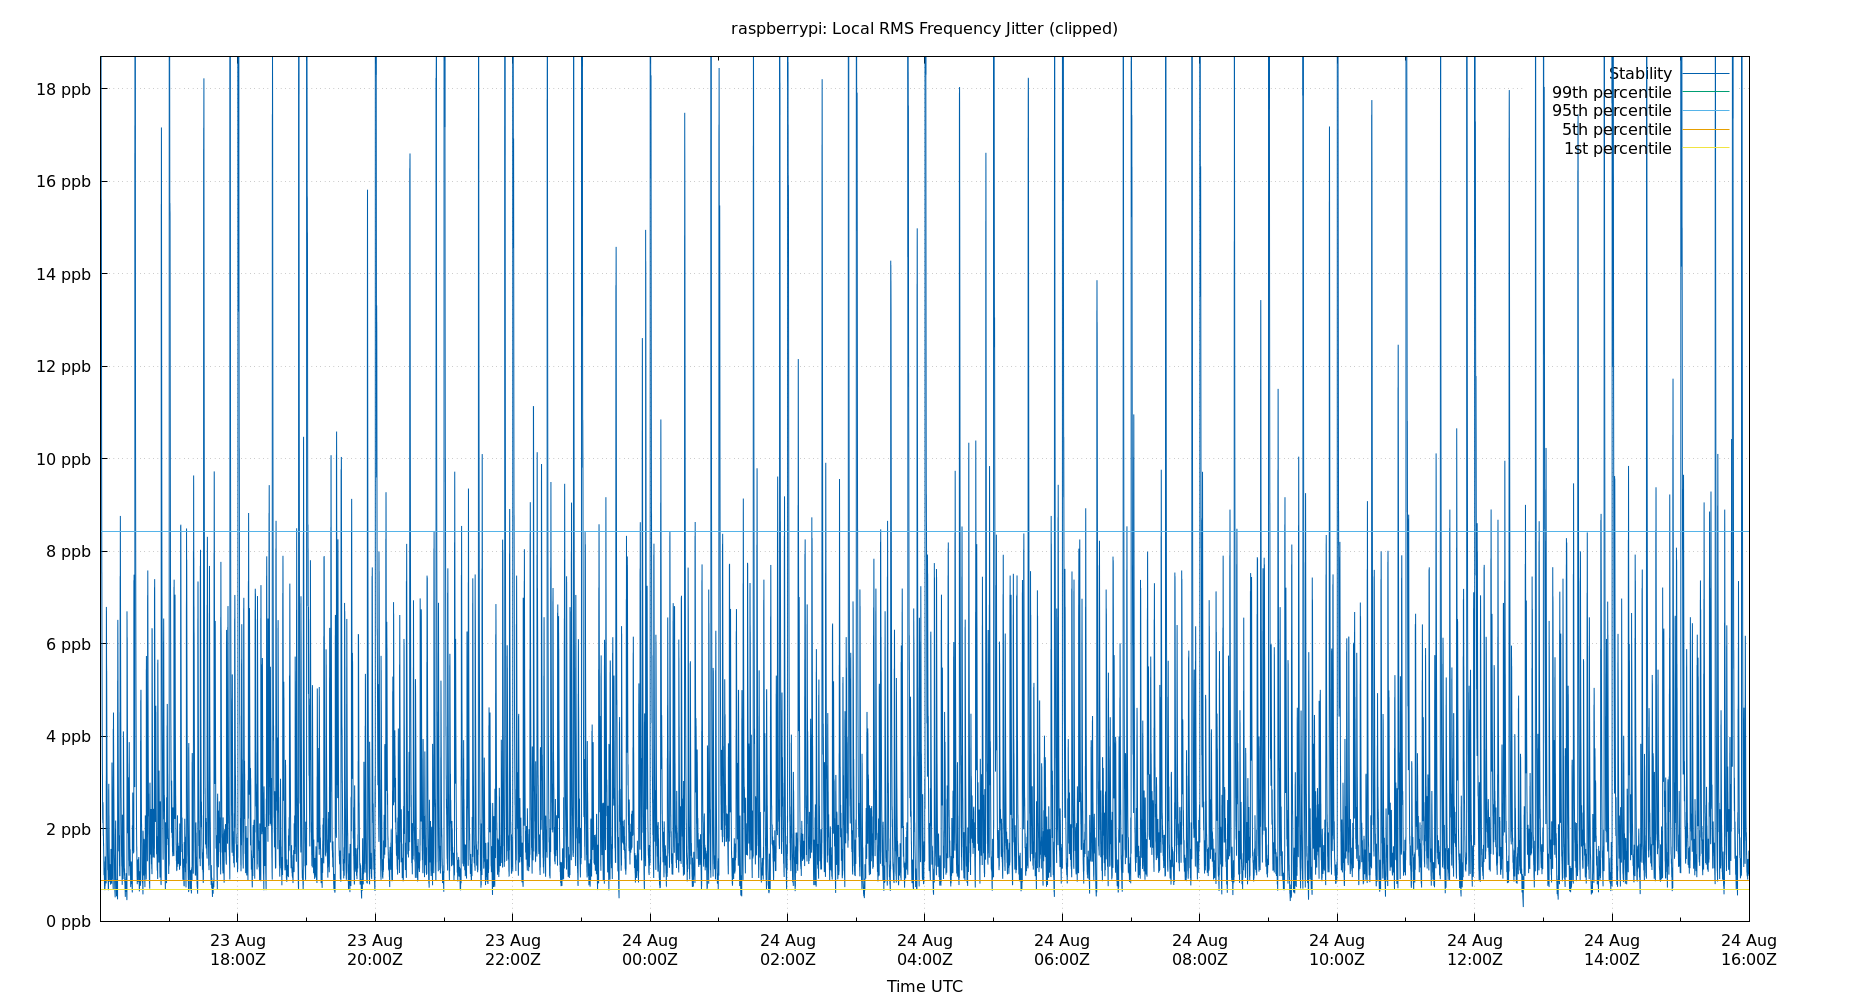 raspberrypi: Local RMS Frequency Jitter (clipped)
Stability
99th percentile
95th percentile
5th percentile
1st percentile
18 ppb
16 ppb
14 ppb
12 ppb
10 ppb
8 ppb
6 ppb
4 ppb
2 ppb
0 ppb
23 Aug 23 Aug 23 Aug 24 Aug 24 Aug 24 Aug 24 Aug 24 Aug 24 Aug 24 Aug 24 Aug 24 Aug
18:00Z 20:00Z 22:00Z 00:00Z 02:00Z 04:00Z 06:00Z 08:00Z 10:00Z 12:00Z 14:00Z 16:00Z
Time UTC